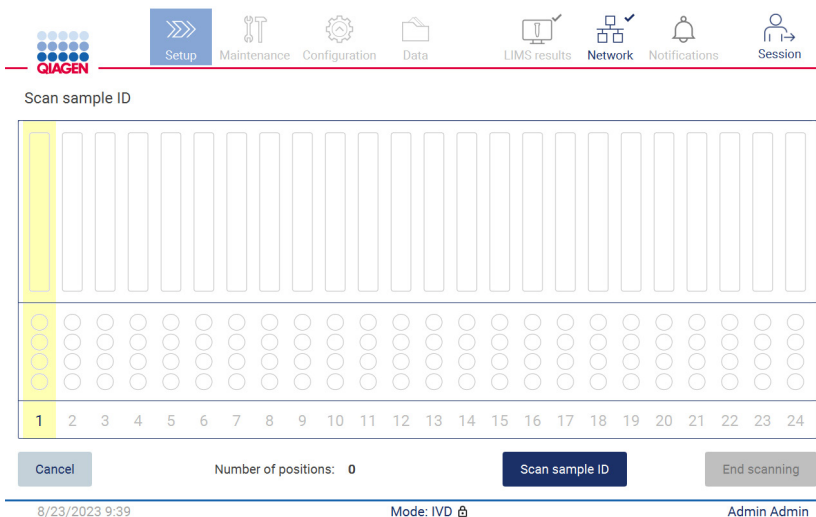 QIAGEN
Setup
Maintenance
Configuration
Data
LIMS results
Network
Notifications
Session
Scan sample ID
1 2 3 4 5 6 7 8 9 10 11 12 13 14 15 16 17 18 19 20 21 22 23 24
Cancel
Number of positions: 0
Scan sample ID
End scanning
8/23/2023 9:39
Mode: IVD
Admin Admin